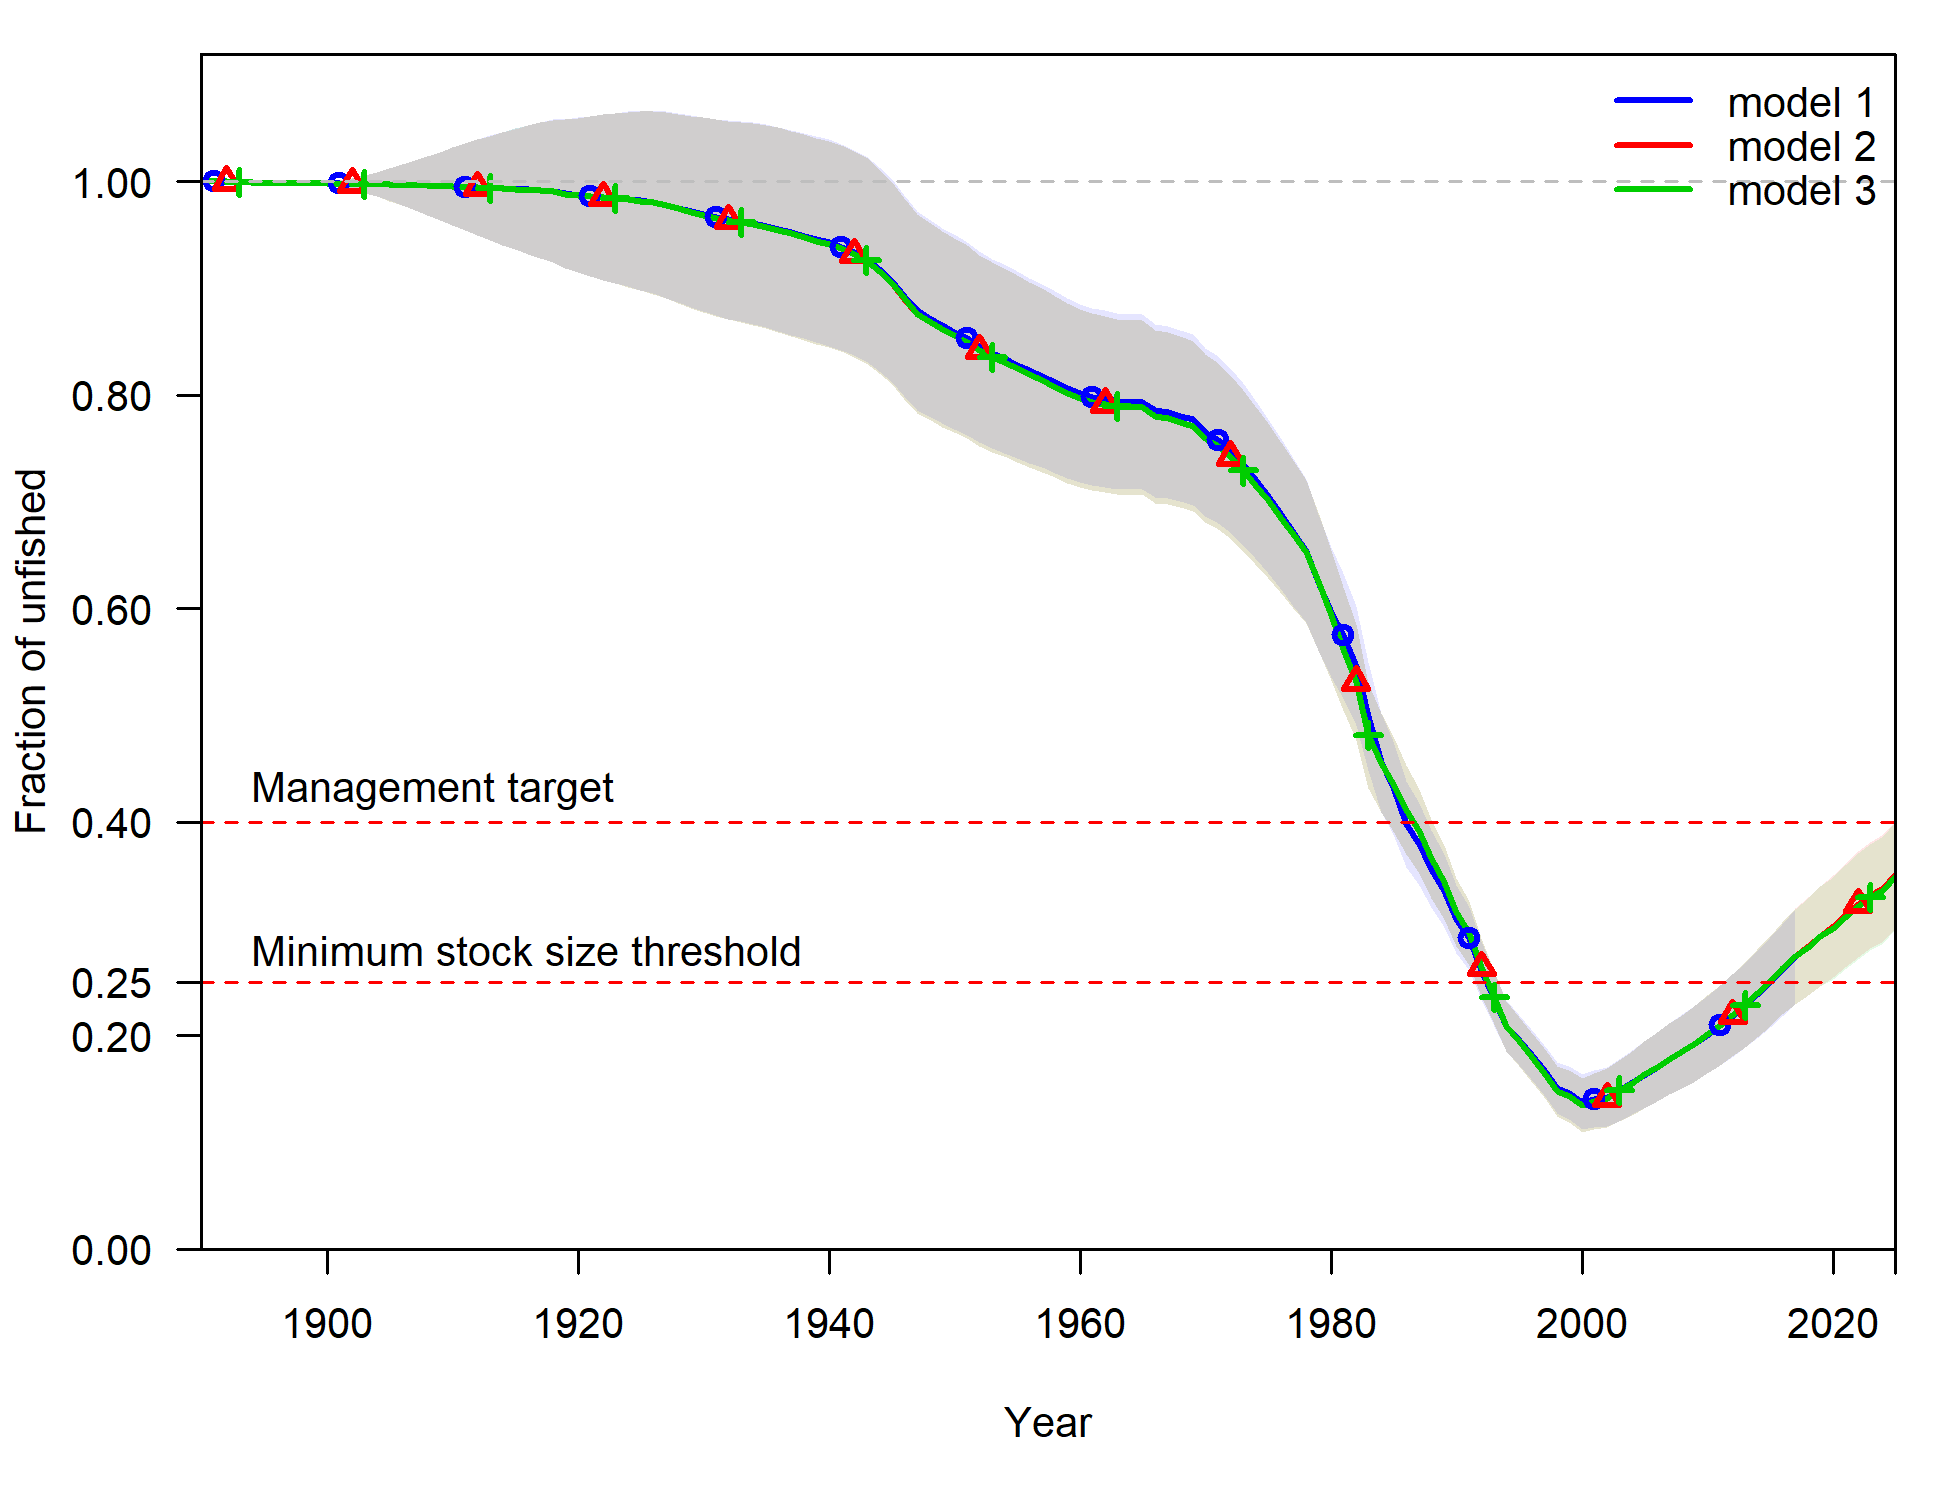 model 1
model 2
model 3
Fraction of unfished
1.00
0.80
0.60
Management target
0.40
Minimum stock size threshold
0.25
0.20
0.00
1900 1920 1940 1960 1980 2000 2020
Year